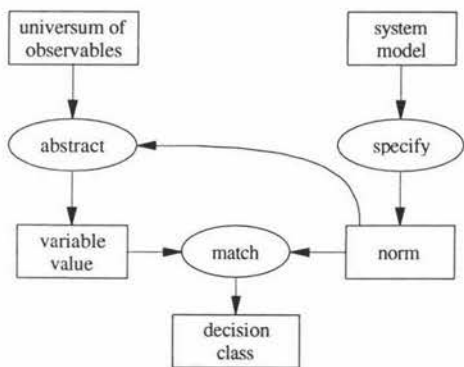 universum of
observables
system
model
abstract
specify
variable
value
match
norm
decision
class